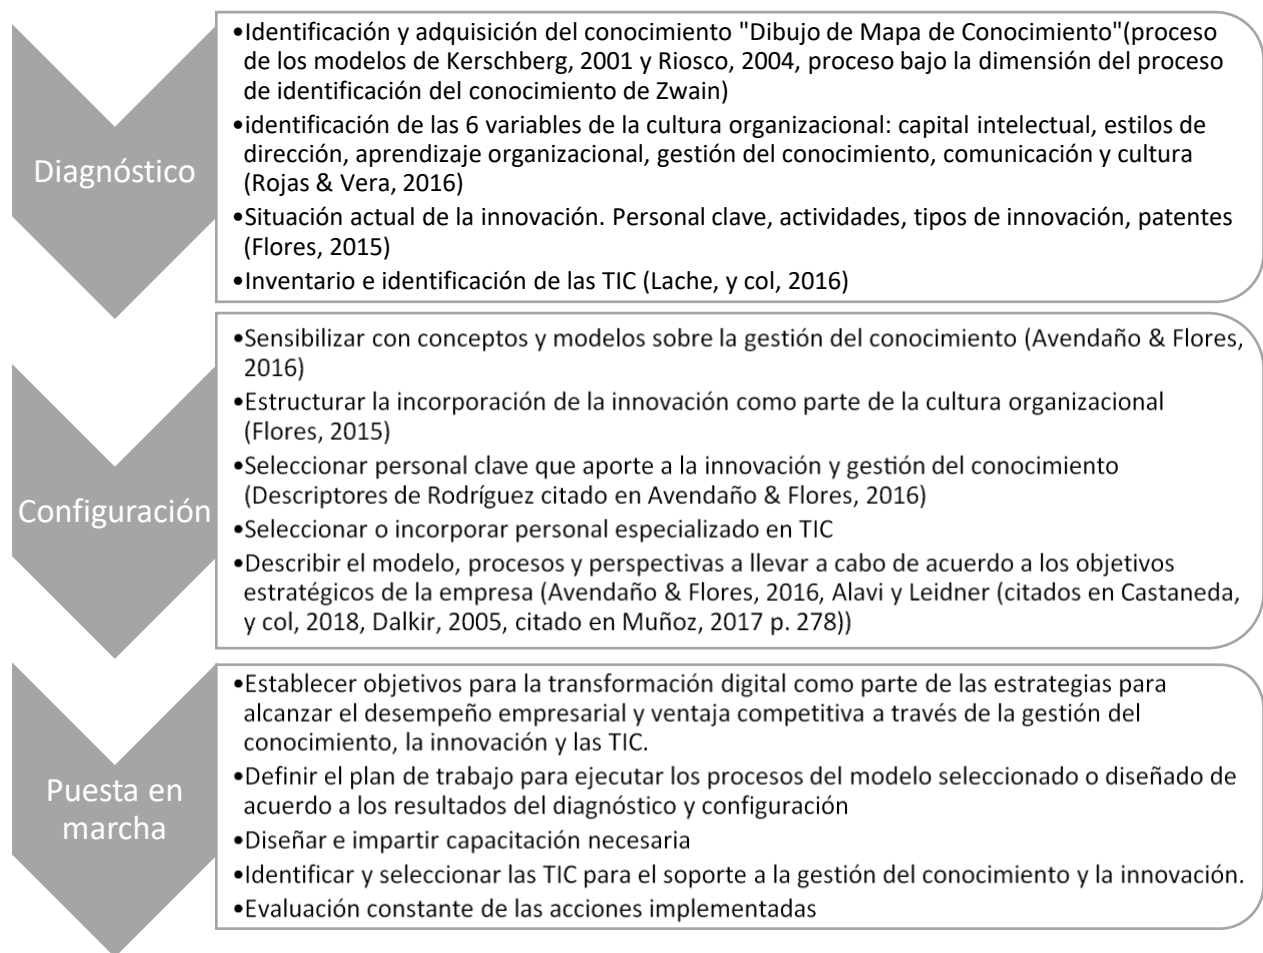 Diagnóstico
•Identificación y adquisición del conocimiento "Dibujo de Mapa de Conocimiento"(proceso
de los modelos de Kerschberg, 2001 y Riosco, 2004, proceso bajo la dimensión del proceso
de identificación del conocimiento de Zwain)
•identificación de las 6 variables de la cultura organizacional: capital intelectual, estilos de
dirección, aprendizaje organizacional, gestión del conocimiento, comunicación y cultura
(Rojas & Vera, 2016)
•Situación actual de la innovación. Personal clave, actividades, tipos de innovación, patentes
(Flores, 2015)
•Inventario e identificación de las TIC (Lache, y col, 2016)
Configuración
•Sensibilizar con conceptos y modelos sobre la gestión del conocimiento (Avendaño & Flores,
2016)
•Estructurar la incorporación de la innovación como parte de la cultura organizacional
(Flores, 2015)
•Seleccionar personal clave que aporte a la innovación y gestión del conocimiento
(Descriptores de Rodríguez citado en Avendaño & Flores, 2016)
•Seleccionar o incorporar personal especializado en TIC
•Describir el modelo, procesos y perspectivas a llevar a cabo de acuerdo a los objetivos
estratégicos de la empresa (Avendaño & Flores, 2016, Alavi y Leidner (citados en Castaneda,
y col, 2018, Dalkir, 2005, citado en Muñoz, 2017 p. 278))
Puesta en
marcha
•Establecer objetivos para la transformación digital como parte de las estrategias para
alcanzar el desempeño empresarial y ventaja competitiva a través de la gestión del
conocimiento, la innovación y las TIC.
•Definir el plan de trabajo para ejecutar los procesos del modelo seleccionado o diseñado de
acuerdo a los resultados del diagnóstico y configuración
•Diseñar e impartir capacitación necesaria
•Identificar y seleccionar las TIC para el soporte a la gestión del conocimiento y la innovación.
•Evaluación constante de las acciones implementadas